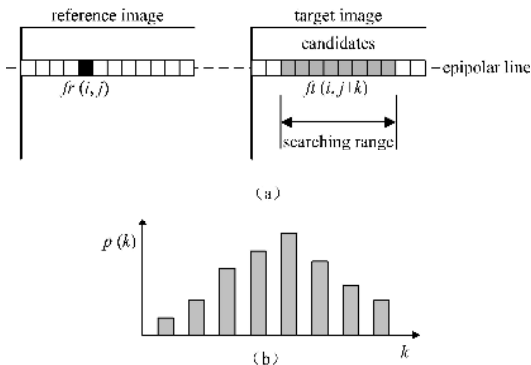 reference image
target image
candidates
epipolar line
fr (i, j)
ft (i, j+k)
searching range
(a)
p (k)
k
(b)